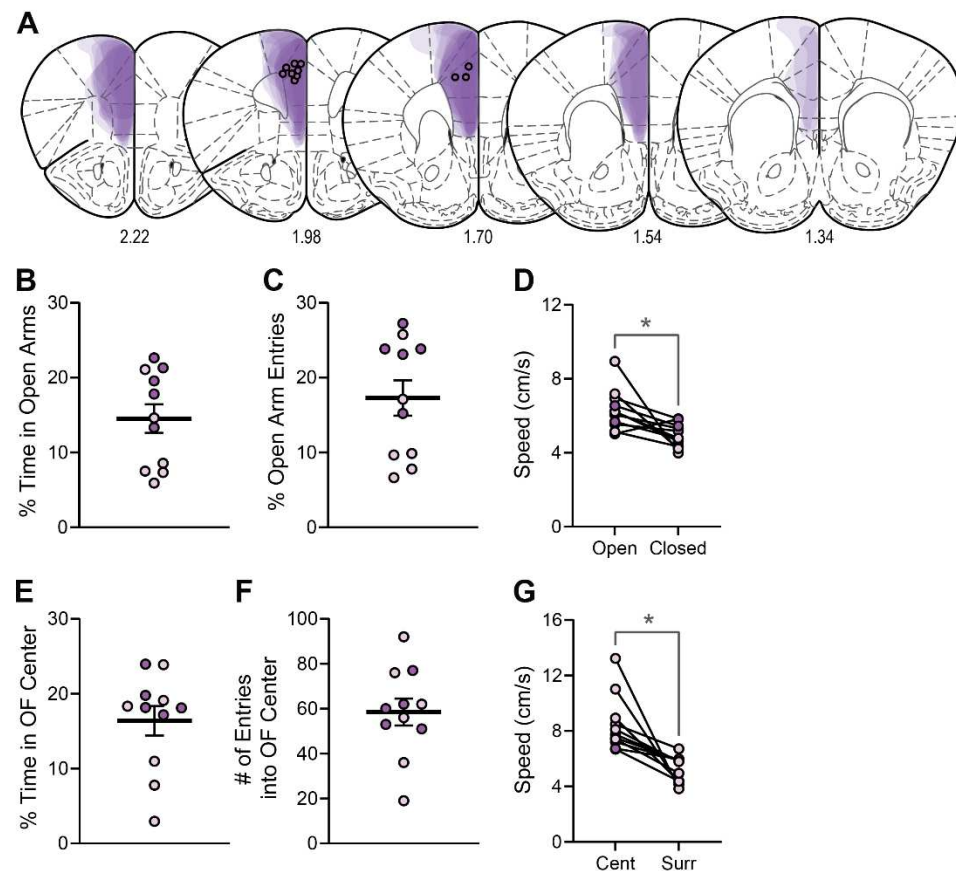 A
2.22
1.98
1.70
1.54
1.34
B
% Time in Open Arms
30
20
10
0
C
% Open Arm Entries
30
20
10
0
D
Speed (cm/s)
12
8
4
0
*
Open
Closed
E
% Time in OF Center
30
20
10
0
F
# of Entries
into OF Center
100
80
60
40
20
0
G
Speed (cm/s)
16
12
8
4
0
*
Cent
Surr